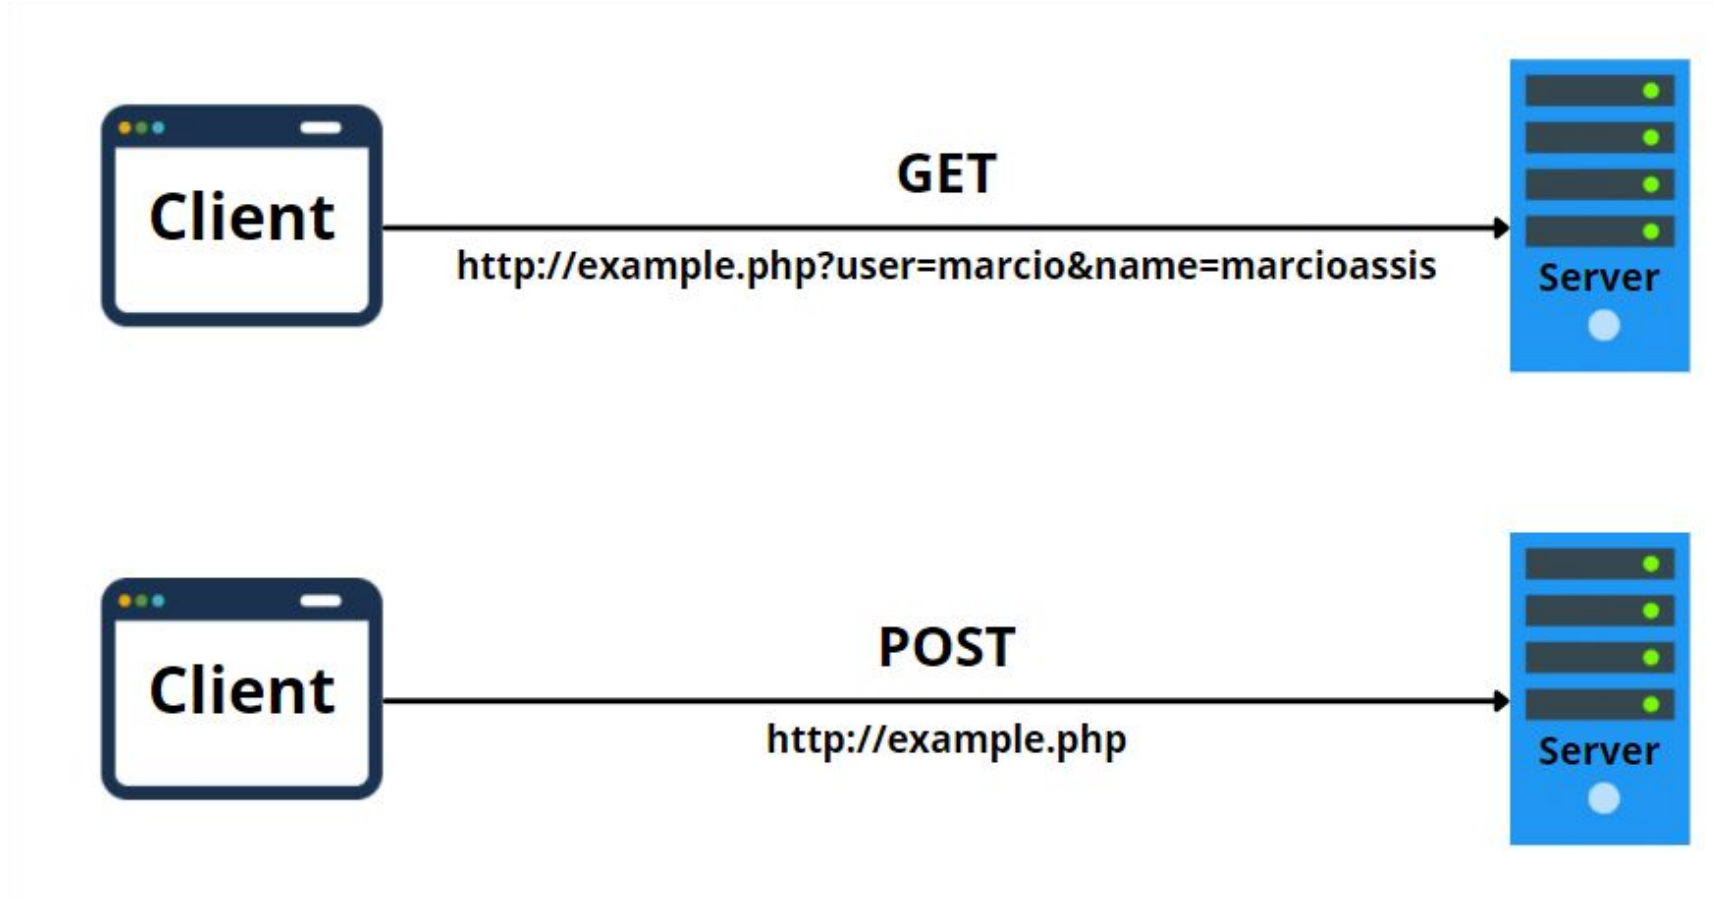 Client
GET
http://example.php?user=marcio&name=marcioassis
Server
Client
POST
http://example.php
Server